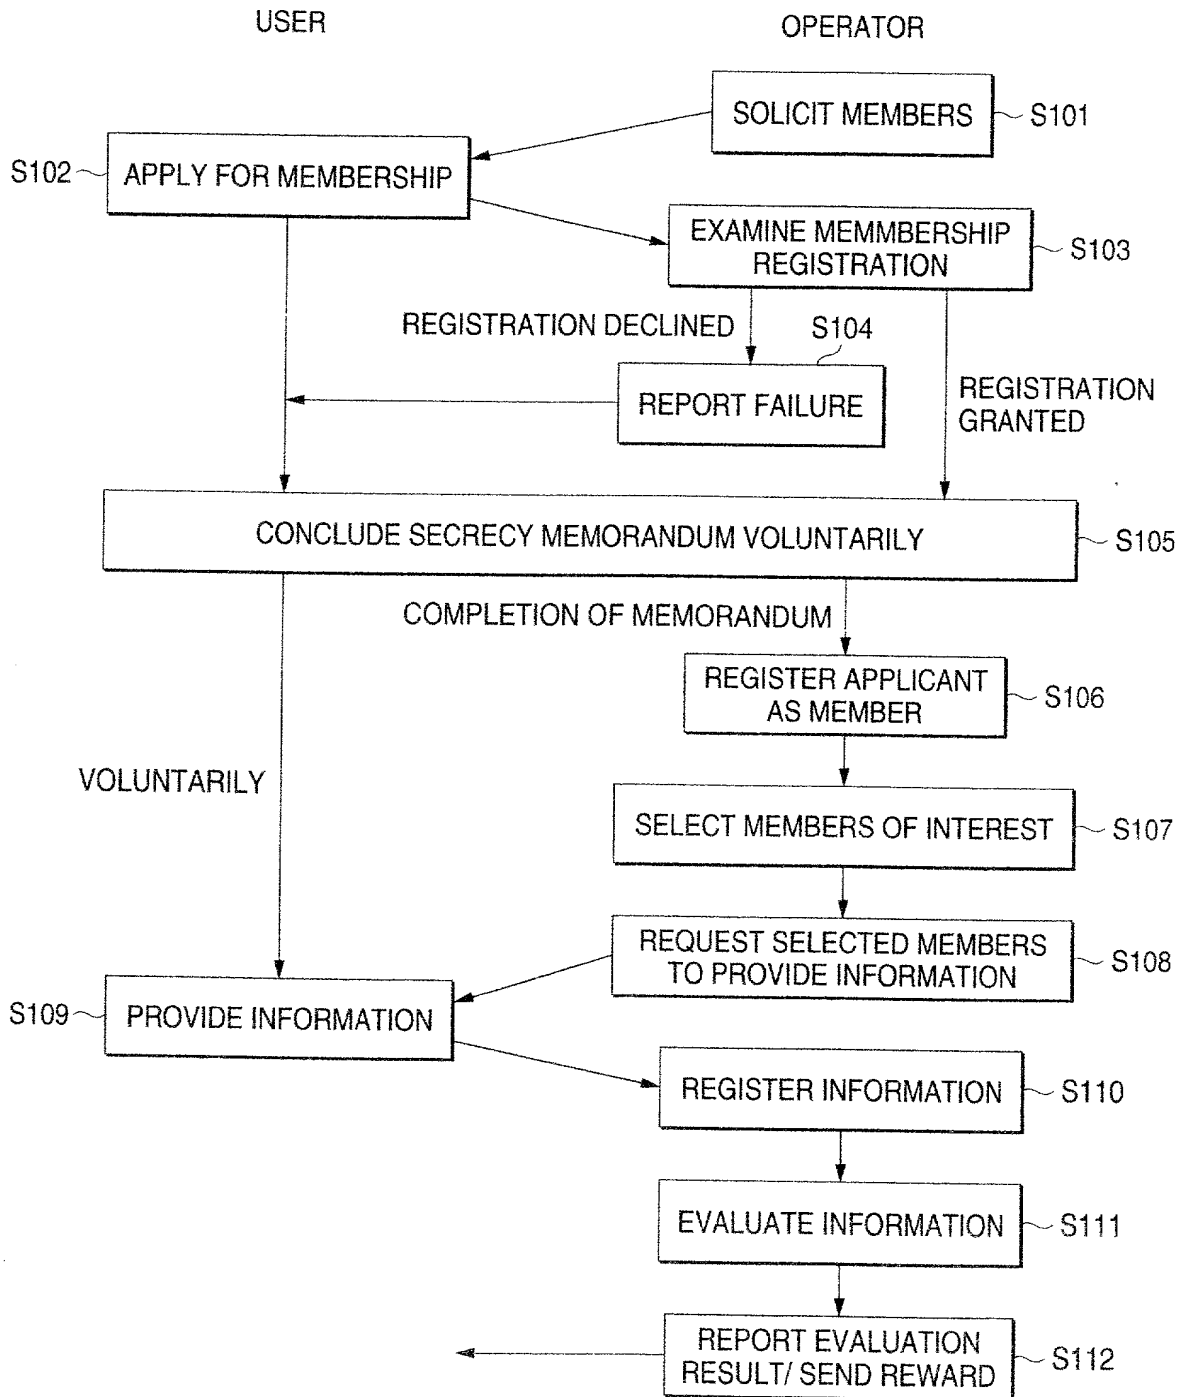 USER
OPERATOR
SOLICIT MEMBERS
S101
S102
APPLY FOR MEMBERSHIP
EXAMINE MEMMBERSHIP
REGISTRATION
S103
REGISTRATION DECLINED
S104
REPORT FAILURE
REGISTRATION
GRANTED
CONCLUDE SECRECY MEMORANDUM VOLUNTARILY
S105
COMPLETION OF MEMORANDUM
REGISTER APPLICANT
AS MEMBER
S106
VOLUNTARILY
SELECT MEMBERS OF INTEREST
S107
REQUEST SELECTED MEMBERS
TO PROVIDE INFORMATION
S108
S109
PROVIDE INFORMATION
REGISTER INFORMATION
S110
EVALUATE INFORMATION
S111
REPORT EVALUATION
RESULT/ SEND REWARD
S112